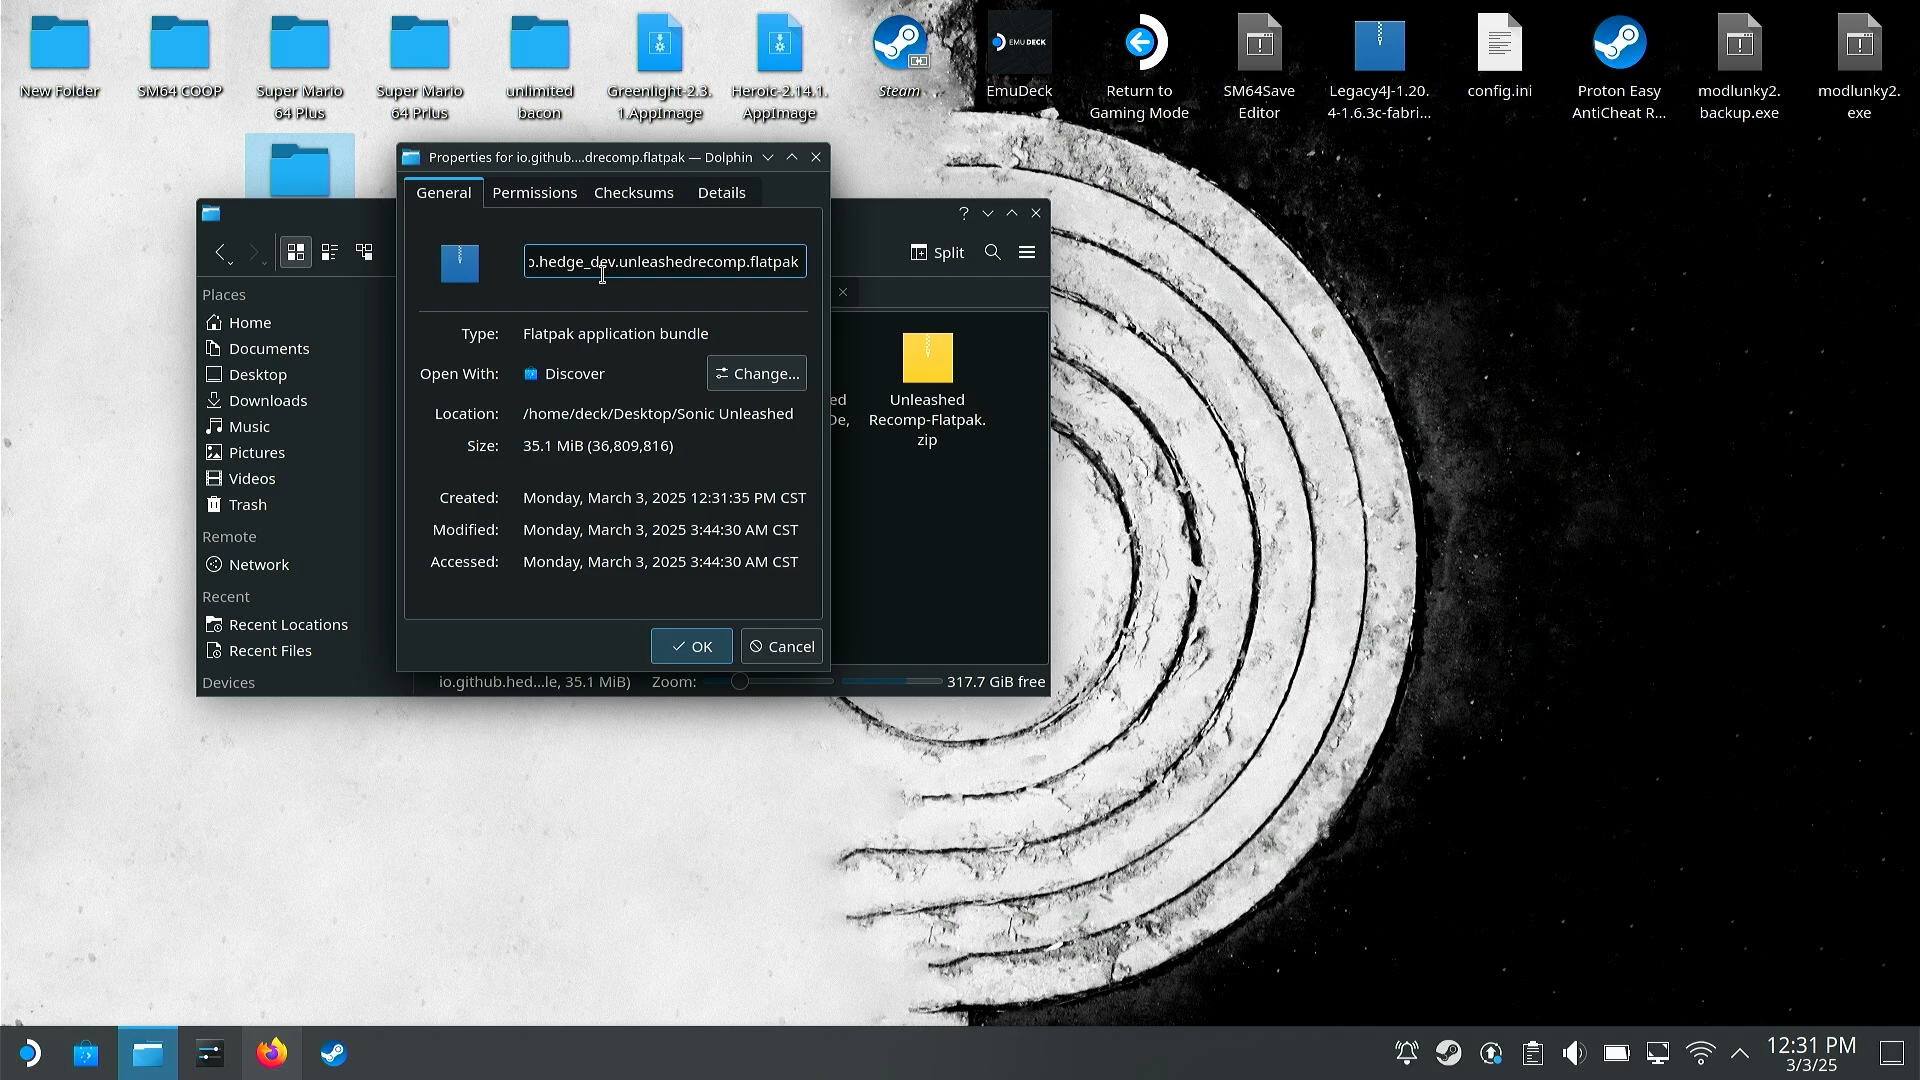 New Folder
SM64 COOP
Super Mario
64 Plus
Super Mario
64 Prlus
unlimited
bacon
Greenlight-2.3.
1.AppImage
Heroic-2.14.1.
AppImage
Steam
EMUDECK
EmuDeck
Return to
Gaming Mode
SM64Save
Editor
Legacy4J-1.20.
4-1.6.3c-fabri...
config.ini
Proton Easy
AntiCheat R...
modlunky2.
backup.exe
modlunky2.
exe
Properties for io.github....drecomp.flatpak — Dolphin
General
Permissions
Checksums
Details
o.hedge_dev.unleashedrecomp.flatpak
Type: Flatpak application bundle
Open With: Discover
Change...
Location: /home/deck/Desktop/Sonic Unleashed
Size: 35.1 MiB (36,809,816)
Created: Monday, March 3, 2025 12:31:35 PM CST
Modified: Monday, March 3, 2025 3:44:30 AM CST
Accessed: Monday, March 3, 2025 3:44:30 AM CST
OK
Cancel
Split
Places
Home
Documents
Desktop
Downloads
Music
Pictures
Videos
Trash
Remote
Network
Recent
Recent Locations
Recent Files
Devices
ed
De,
Unleashed
Recomp-Flatpak.
zip
io.github.hed...le, 35.1 MiB)
Zoom:
317.7 GiB free
12:31 PM
3/3/25